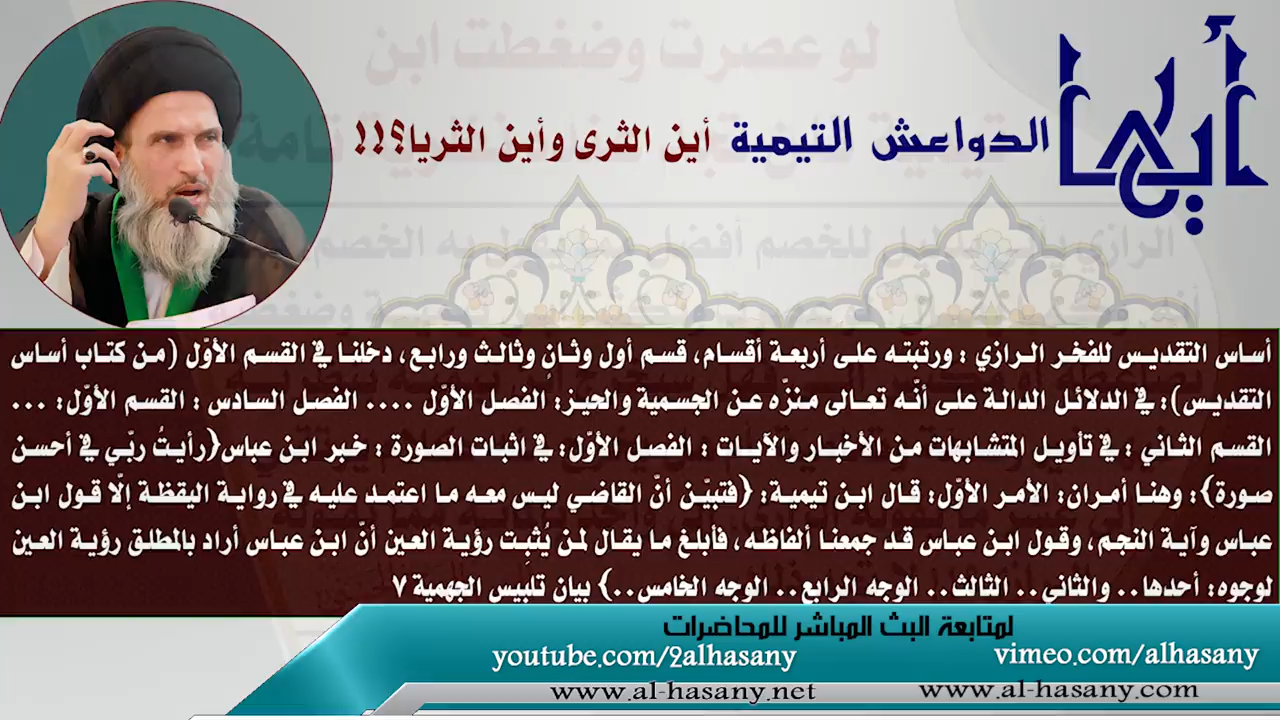 أيها
الدواعش التيمية أين الثرى وأين الثريا؟!!
لو عصرت وضغطت ابن
أساس التقديس للفخر الرازي : ورتبته على أربعة أقسام، قسم أول وثانٍ وثالث ورابع، دخلنا في القسم الأوّل (من كتاب أساس
التقديس): في الدلائل الدالة على أنّه تعالى منزّه عن الجسمية والحيز: الفصل الأوّل .... الفصل السادس : القسم الأوّل: ...
القسم الثاني : في تأويل المتشابهات من الأخبار والآيات : الفصل الأوّل: في اثبات الصورة : خبر ابن عباس{رأيتُ ربّي في أحسن
صورة}: وهنا أمران: الأمر الأوّل: قال ابن تيمية: {فتبيّن أنّ القاضي ليس معه ما اعتمد عليه في رواية اليقظة إلّا قول ابن
عباس وآية النجم، وقول ابن عباس قد جمعنا ألفاظه، فأبلغ ما يقال لمن يُثبِت رؤية العين أنّ ابن عباس أراد بالمطلق رؤية العين
لوجوه: أحدها.. والثاني.. الثالث.. الوجه الرابع.. الوجه الخامس..} بيان تلبيس الجهمية ٧
لمتابعة البث المباشر للمحاضرات
youtube.com/2alhasany vimeo.com/alhasany
www.al-hasany.net www.al-hasany.com